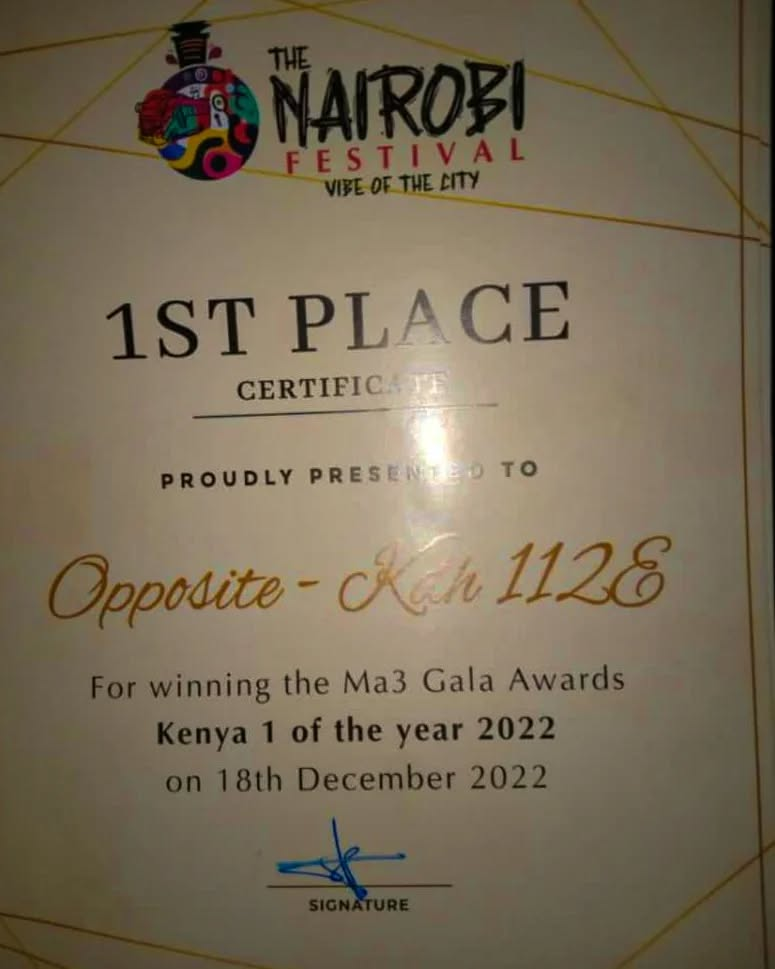 THE
NAIROBI
FESTIVAL
VIBE OF THE CITY
1ST PLACE
CERTIFICATE
PROUDLY PRESENTED TO
Opposite - Kdh 112E
For winning the Ma3 Gala Awards
Kenya 1 of the year 2022
on 18th December 2022
SIGNATURE